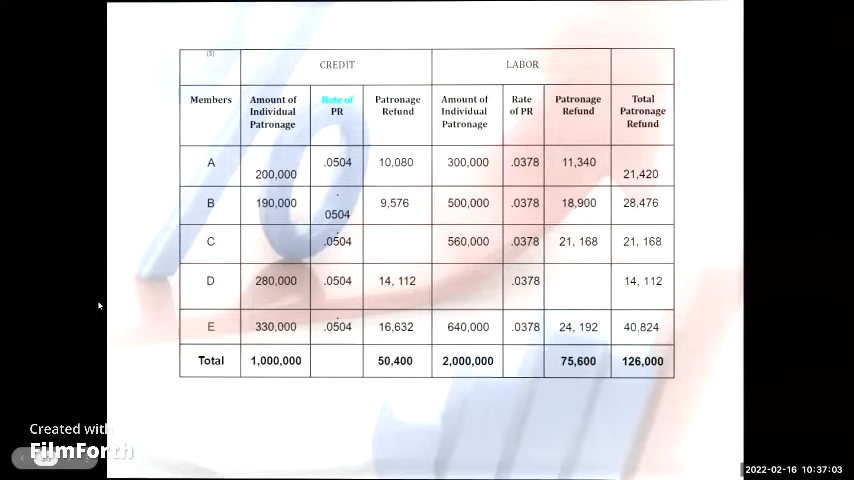 (5)
CREDIT LABOR
Members Amount of Individual Patronage Rate of PR Patronage Refund Amount of Individual Patronage Rate of PR Patronage Refund Total Patronage Refund
A 200,000 .0504 10,080 300,000 .0378 11,340 21,420
B 190,000 .0504 9,576 500,000 .0378 18,900 28,476
C .0504 560,000 .0378 21, 168 21, 168
D 280,000 .0504 14, 112 .0378 14, 112
E 330,000 .0504 16,632 640,000 .0378 24, 192 40,824
Total 1,000,000 50,400 2,000,000 75,600 126,000
Created with
FilmForth
2022-02-16 10:37:03